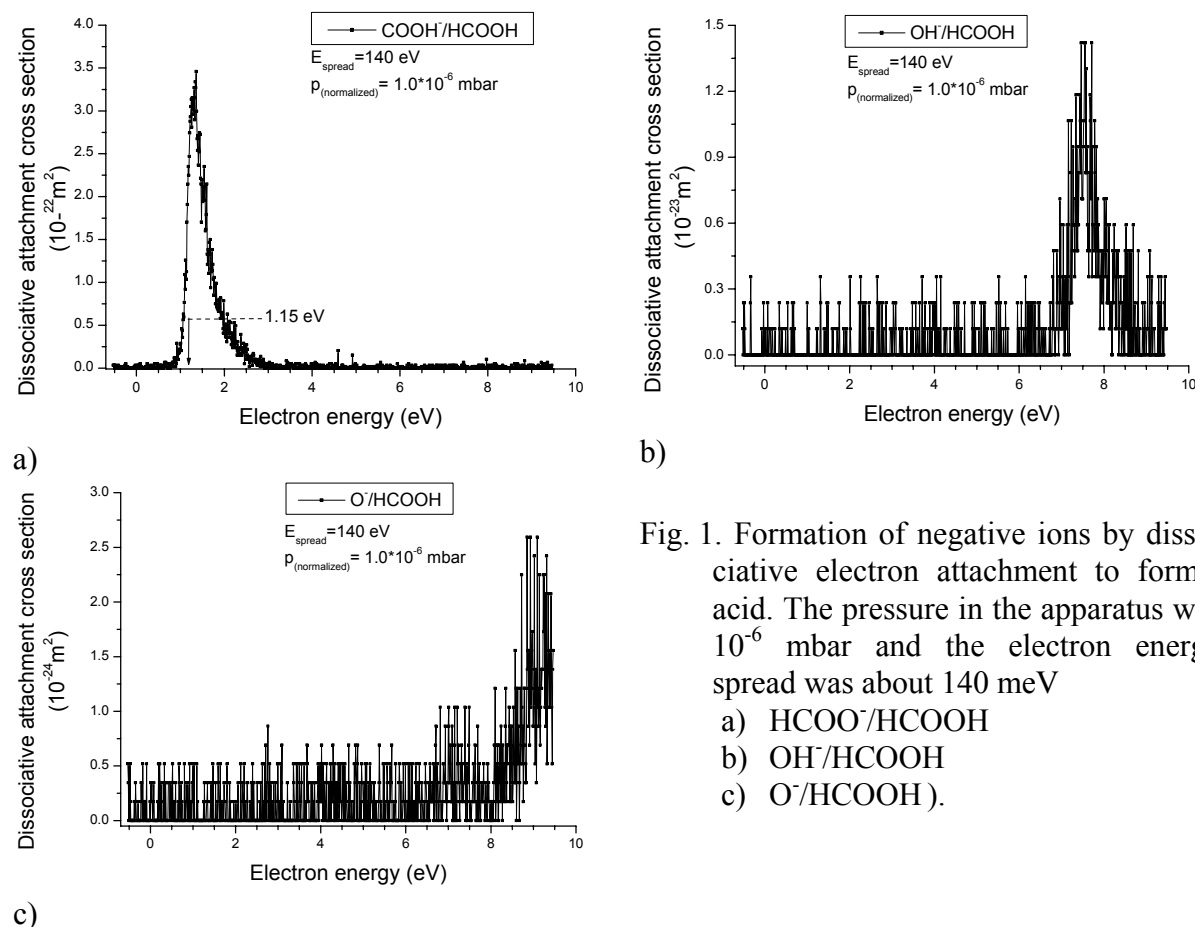 4.0
3.5
3.0
2.5
2.0
1.5
1.0
0.5
0.0
Dissociative attachment cross section
(10-²²m²)
COOH⁻/HCOOH
E_spread=140 eV
p_(normalized)= 1.0*10⁻⁶ mbar
1.15 eV
0 2 4 6 8 10
Electron energy (eV)
a)
1.5
1.2
0.9
0.6
0.3
0.0
Dissociative attachment cross section
(10⁻²³m²)
OH⁻/HCOOH
E_spread=140 eV
p_(normalized)= 1.0*10⁻⁶ mbar
0 2 4 6 8 10
Electron energy (eV)
b)
3.0
2.5
2.0
1.5
1.0
0.5
0.0
Dissociative attachment cross section
(10⁻²⁴m²)
O⁻/HCOOH
E_spread=140 eV
p_(normalized)= 1.0*10⁻⁶ mbar
0 2 4 6 8 10
Electron energy (eV)
c)
Fig. 1. Formation of negative ions by disso
ciative electron attachment to form
acid. The pressure in the apparatus w
10⁻⁶ mbar and the electron energ
spread was about 140 meV
a) HCOO⁻/HCOOH
b) OH⁻/HCOOH
c) O⁻/HCOOH ).